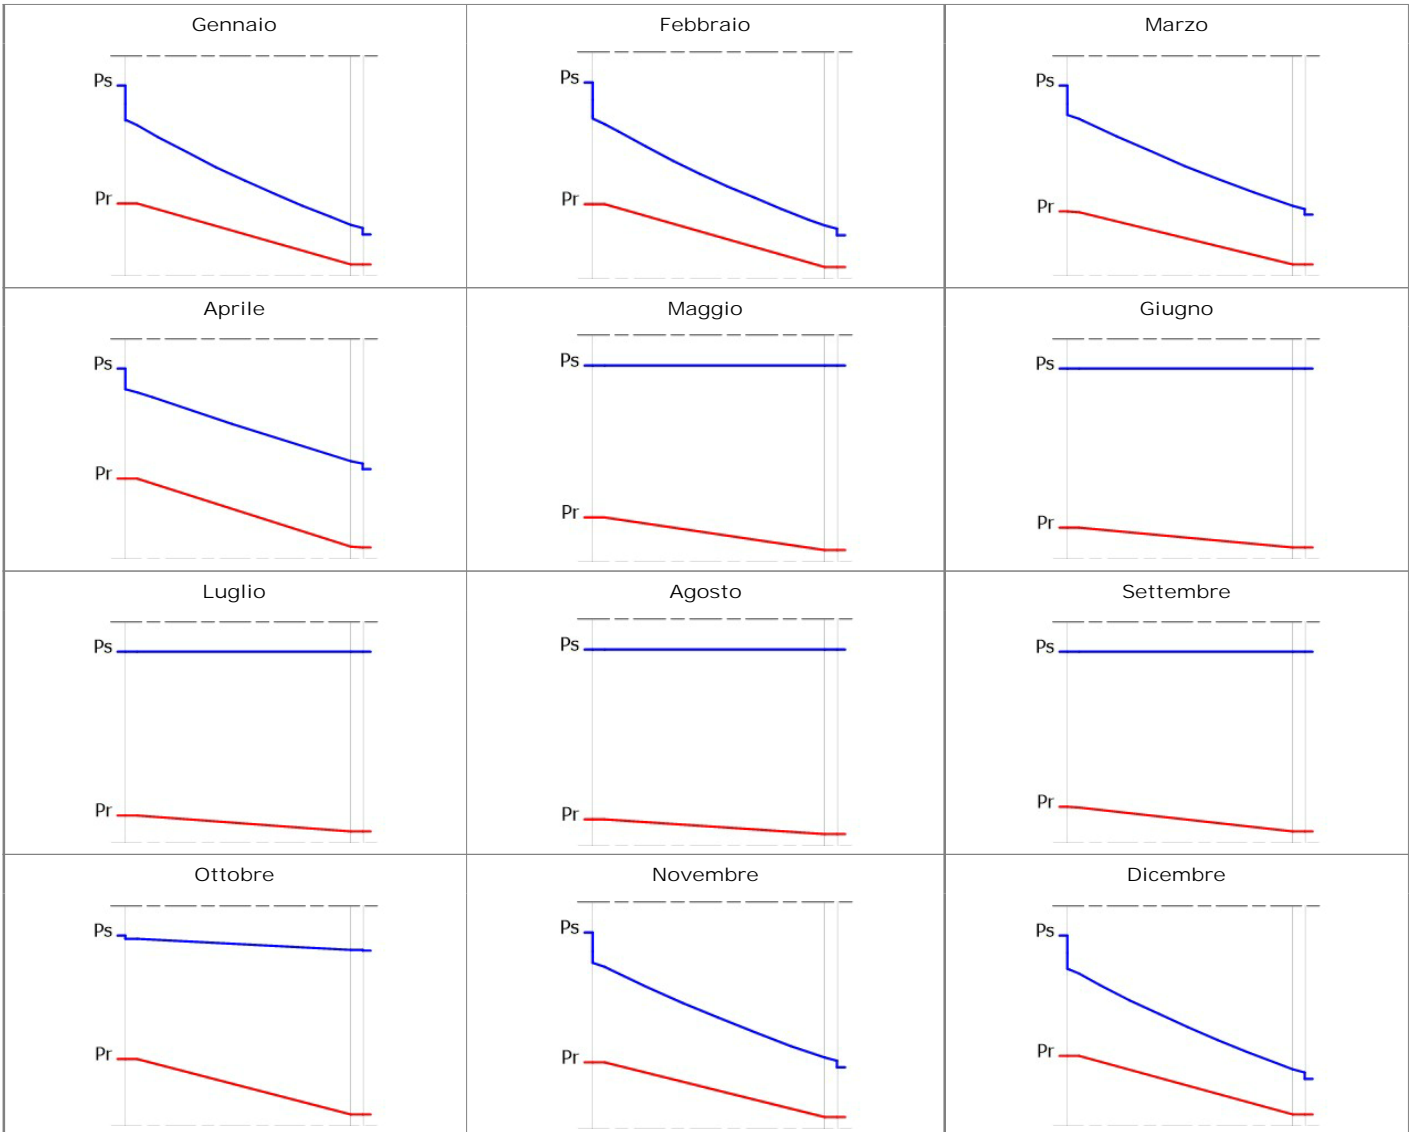 Gennaio
Febbraio
Marzo
Ps
Ps
Ps
Pr
Pr
Pr
Aprile
Maggio
Giugno
Ps
Ps
Ps
Pr
Pr
Pr
Luglio
Agosto
Settembre
Ps
Ps
Ps
Pr
Pr
Pr
Ottobre
Novembre
Dicembre
Ps
Ps
Ps
Pr
Pr
Pr